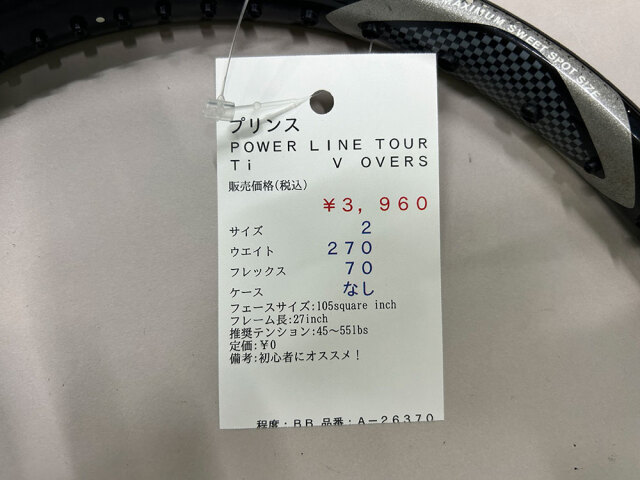 MAXIMUM SWEET SPOT SIZE
プリンス
POWER LINE TOUR
Ti V OVERS
販売価格(税込)
￥3,960
サイズ 2
ウエイト 270
フレックス 70
ケース なし
フェースサイズ:105square inch
フレーム長:27inch
推奨テンション:45～55lbs
定価:￥0
備考:初心者にオススメ！
程度:BB 品番:A－26370